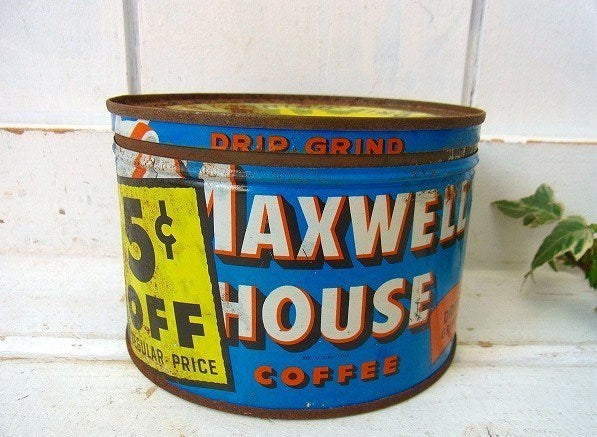 DRIP GRIND
5¢
OFF
REGULAR PRICE
MAXWELL
HOUSE
COFFEE